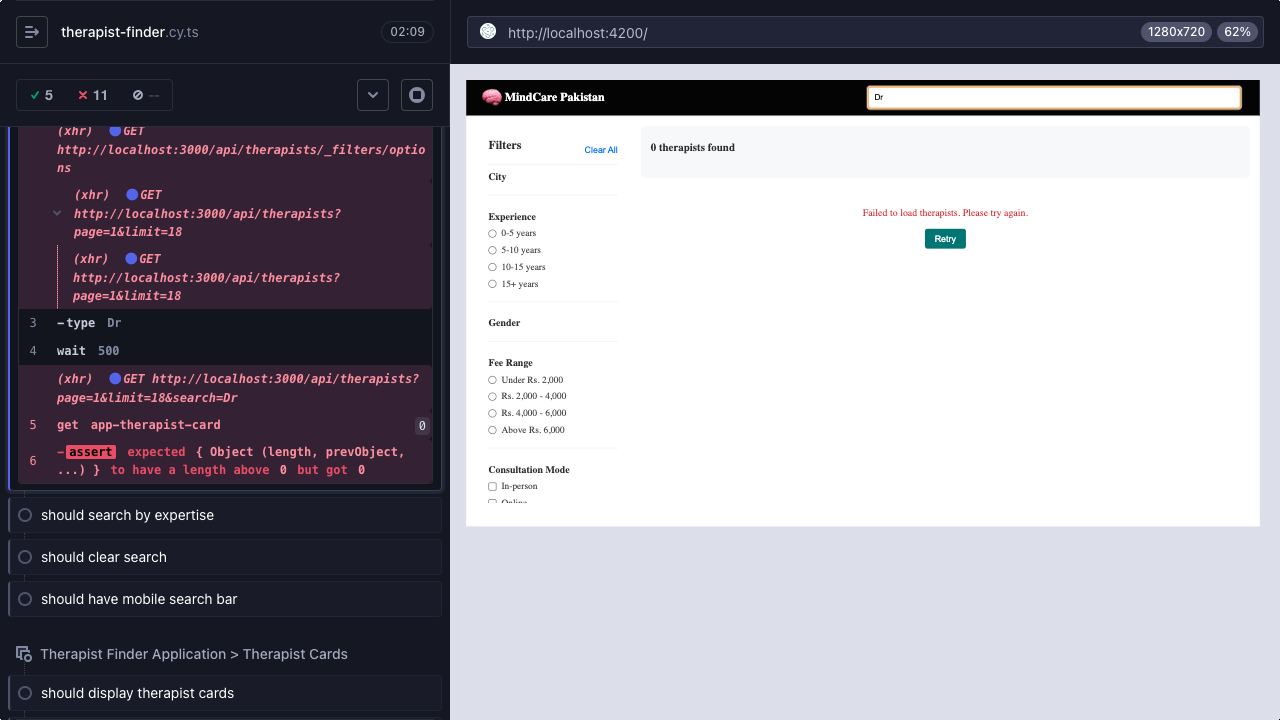 therapist-finder.cy.ts
02:09
5
11
--
(xhr) GET
http://localhost:3000/api/therapists/_filters/optio
ns
(xhr) GET
http://localhost:3000/api/therapists?
page=1&limit=18
(xhr) GET
http://localhost:3000/api/therapists?
page=1&limit=18
3 -type Dr
4 wait 500
(xhr) GET http://localhost:3000/api/therapists?
page=1&limit=18&search=Dr
5 get app-therapist-card 0
6 -assert expected { Object (length, prevObject,
...) } to have a length above 0 but got 0
should search by expertise
should clear search
should have mobile search bar
Therapist Finder Application > Therapist Cards
should display therapist cards
http://localhost:4200/
1280x720
62%
MindCare Pakistan
Dr
Filters
Clear All
City
Experience
0-5 years
5-10 years
10-15 years
15+ years
Gender
Fee Range
Under Rs. 2,000
Rs. 2,000 - 4,000
Rs. 4,000 - 6,000
Above Rs. 6,000
Consultation Mode
In-person
Online
0 therapists found
Failed to load therapists. Please try again.
Retry